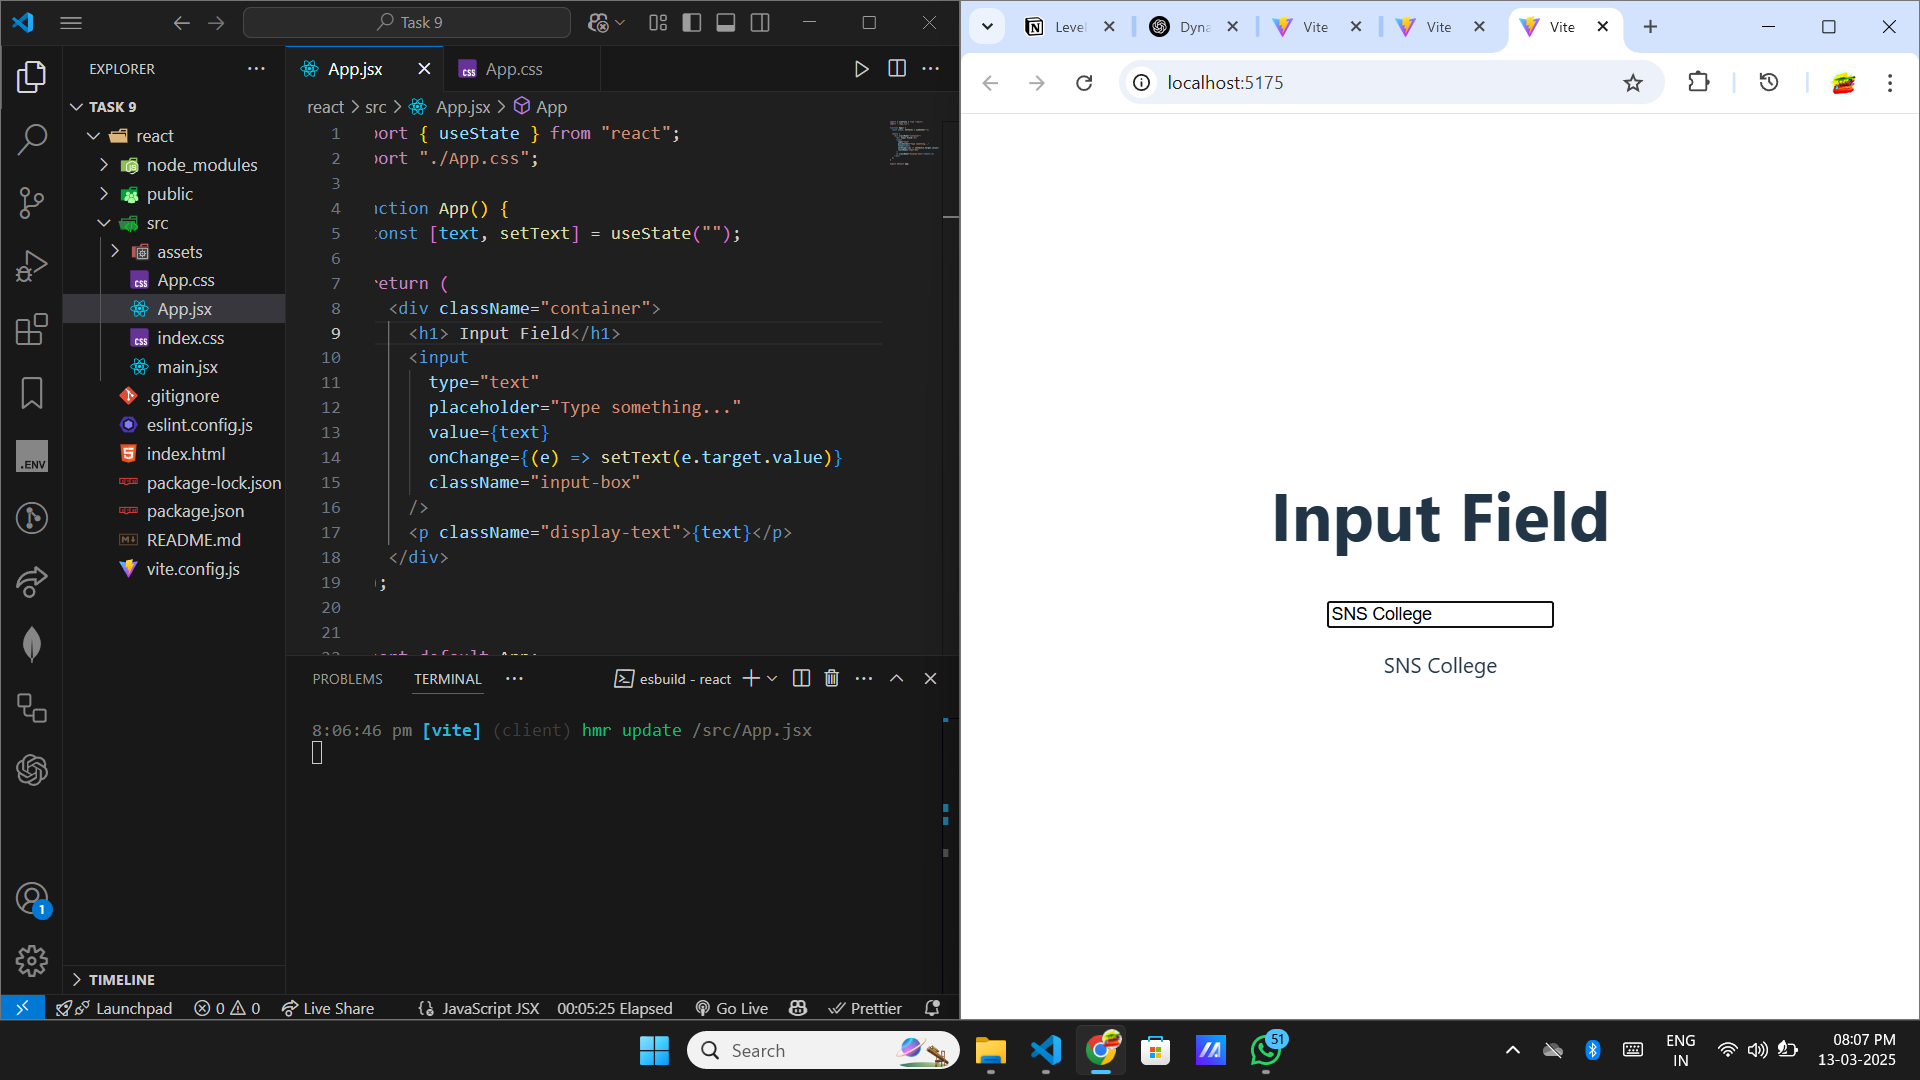 Task 9
EXPLORER
TASK 9
react
node_modules
public
src
assets
App.css
App.jsx
index.css
main.jsx
.gitignore
eslint.config.js
index.html
package-lock.json
package.json
README.md
vite.config.js
TIMELINE
.ENV
1
App.jsx
App.css
react > src > App.jsx > App
1 port { useState } from "react";
2 port "./App.css";
3
4 nction App() {
5 const [text, setText] = useState("");
6
7 return (
8 <div className="container">
9 <h1> Input Field</h1>
10 <input
11 type="text"
12 placeholder="Type something..."
13 value={text}
14 onChange={(e) => setText(e.target.value)}
15 className="input-box"
16 />
17 <p className="display-text">{text}</p>
18 </div>
19 );
20
21
PROBLEMS TERMINAL ... esbuild - react
8:06:46 pm [vite] (client) hmr update /src/App.jsx
Launchpad 0 0 Live Share {} JavaScript JSX 00:05:25 Elapsed Go Live Prettier
Leve Dyna Vite Vite Vite
localhost:5175
Input Field
SNS College
SNS College
Search
51
ENG
IN
08:07 PM
13-03-2025